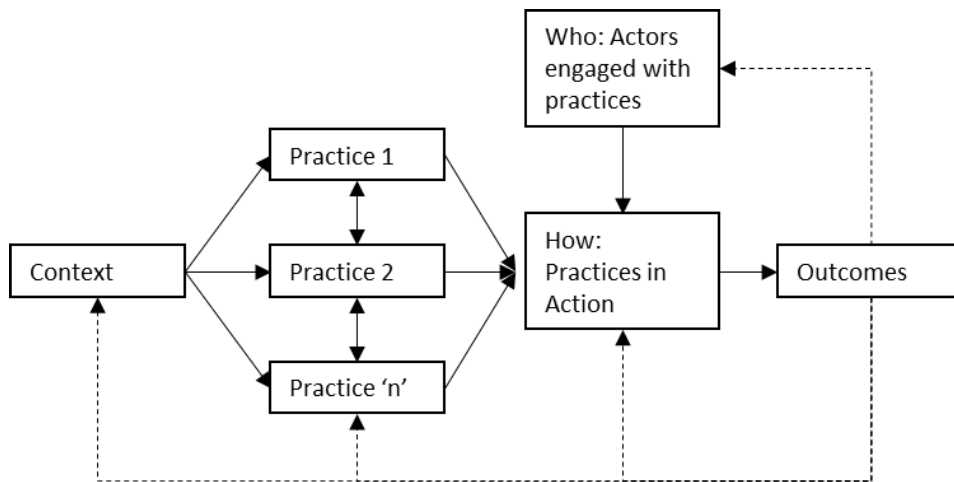 Who: Actors
engaged with
practices
Practice 1
Context
Practice 2
How:
Practices in
Action
Outcomes
Practice ‘n’